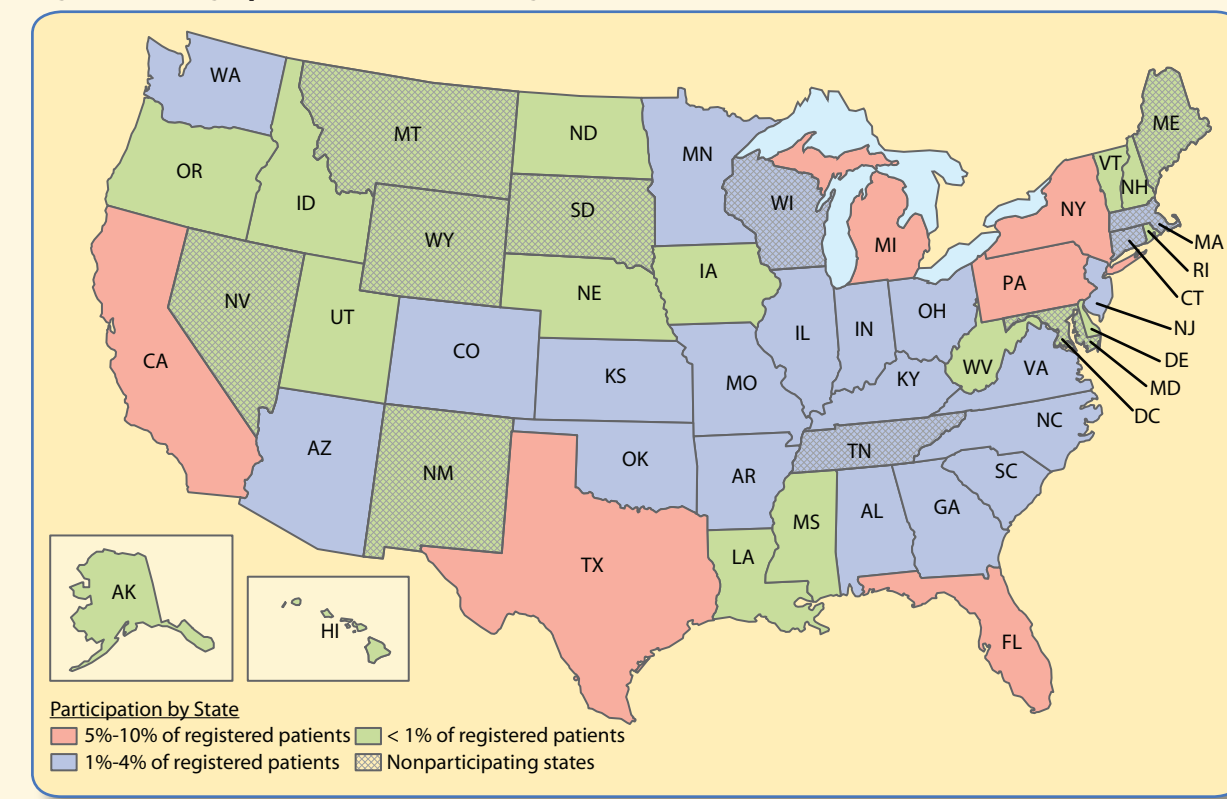 WA
MT
ND
MN
ME
VT
NH
OR
ID
SD
WI
NY
MA
WY
MI
RI
IA
PA
CT
NV
NE
NJ
UT
OH
IL
IN
DE
CA
CO
WV
VA
MD
KS
MO
KY
DC
NC
AZ
OK
TN
NM
AR
SC
MS
AL
GA
TX
LA
AK
HI
FL
Participation by State
5%-10% of registered patients
< 1% of registered patients
1%-4% of registered patients
Nonparticipating states